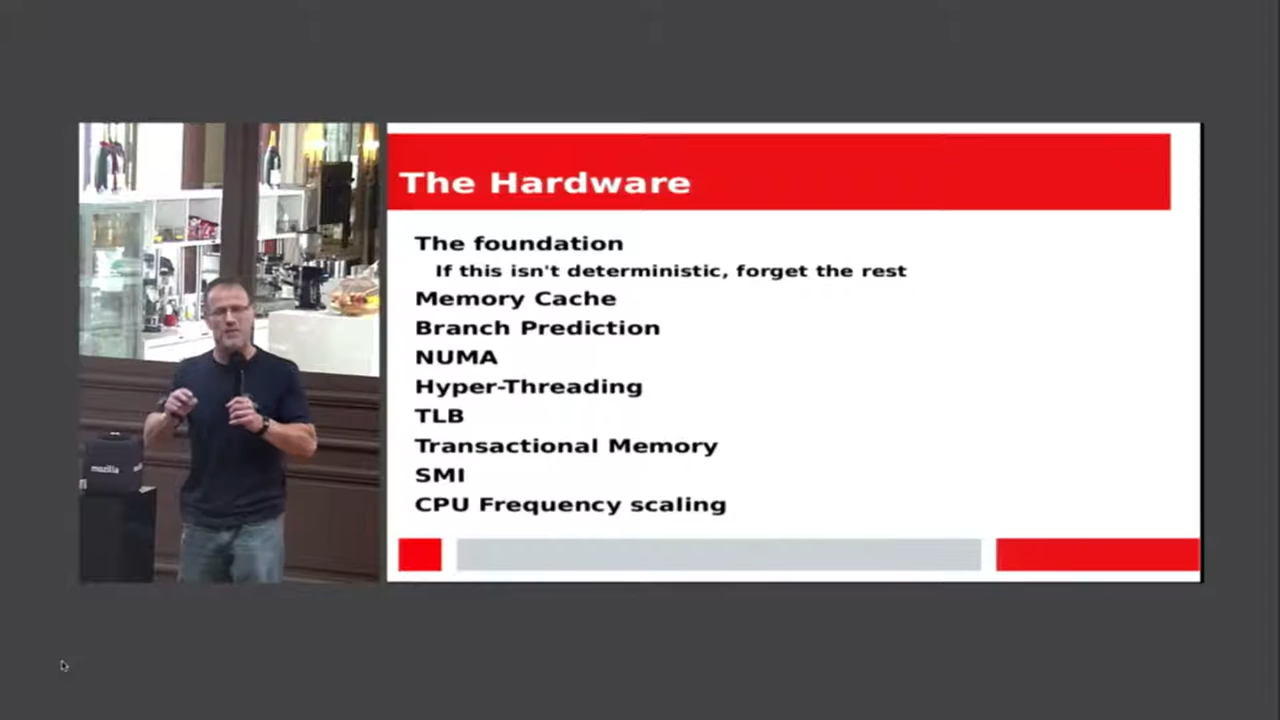 The Hardware
The foundation
If this isn't deterministic, forget the rest
Memory Cache
Branch Prediction
NUMA
Hyper-Threading
TLB
Transactional Memory
SMI
CPU Frequency scaling
mozilla